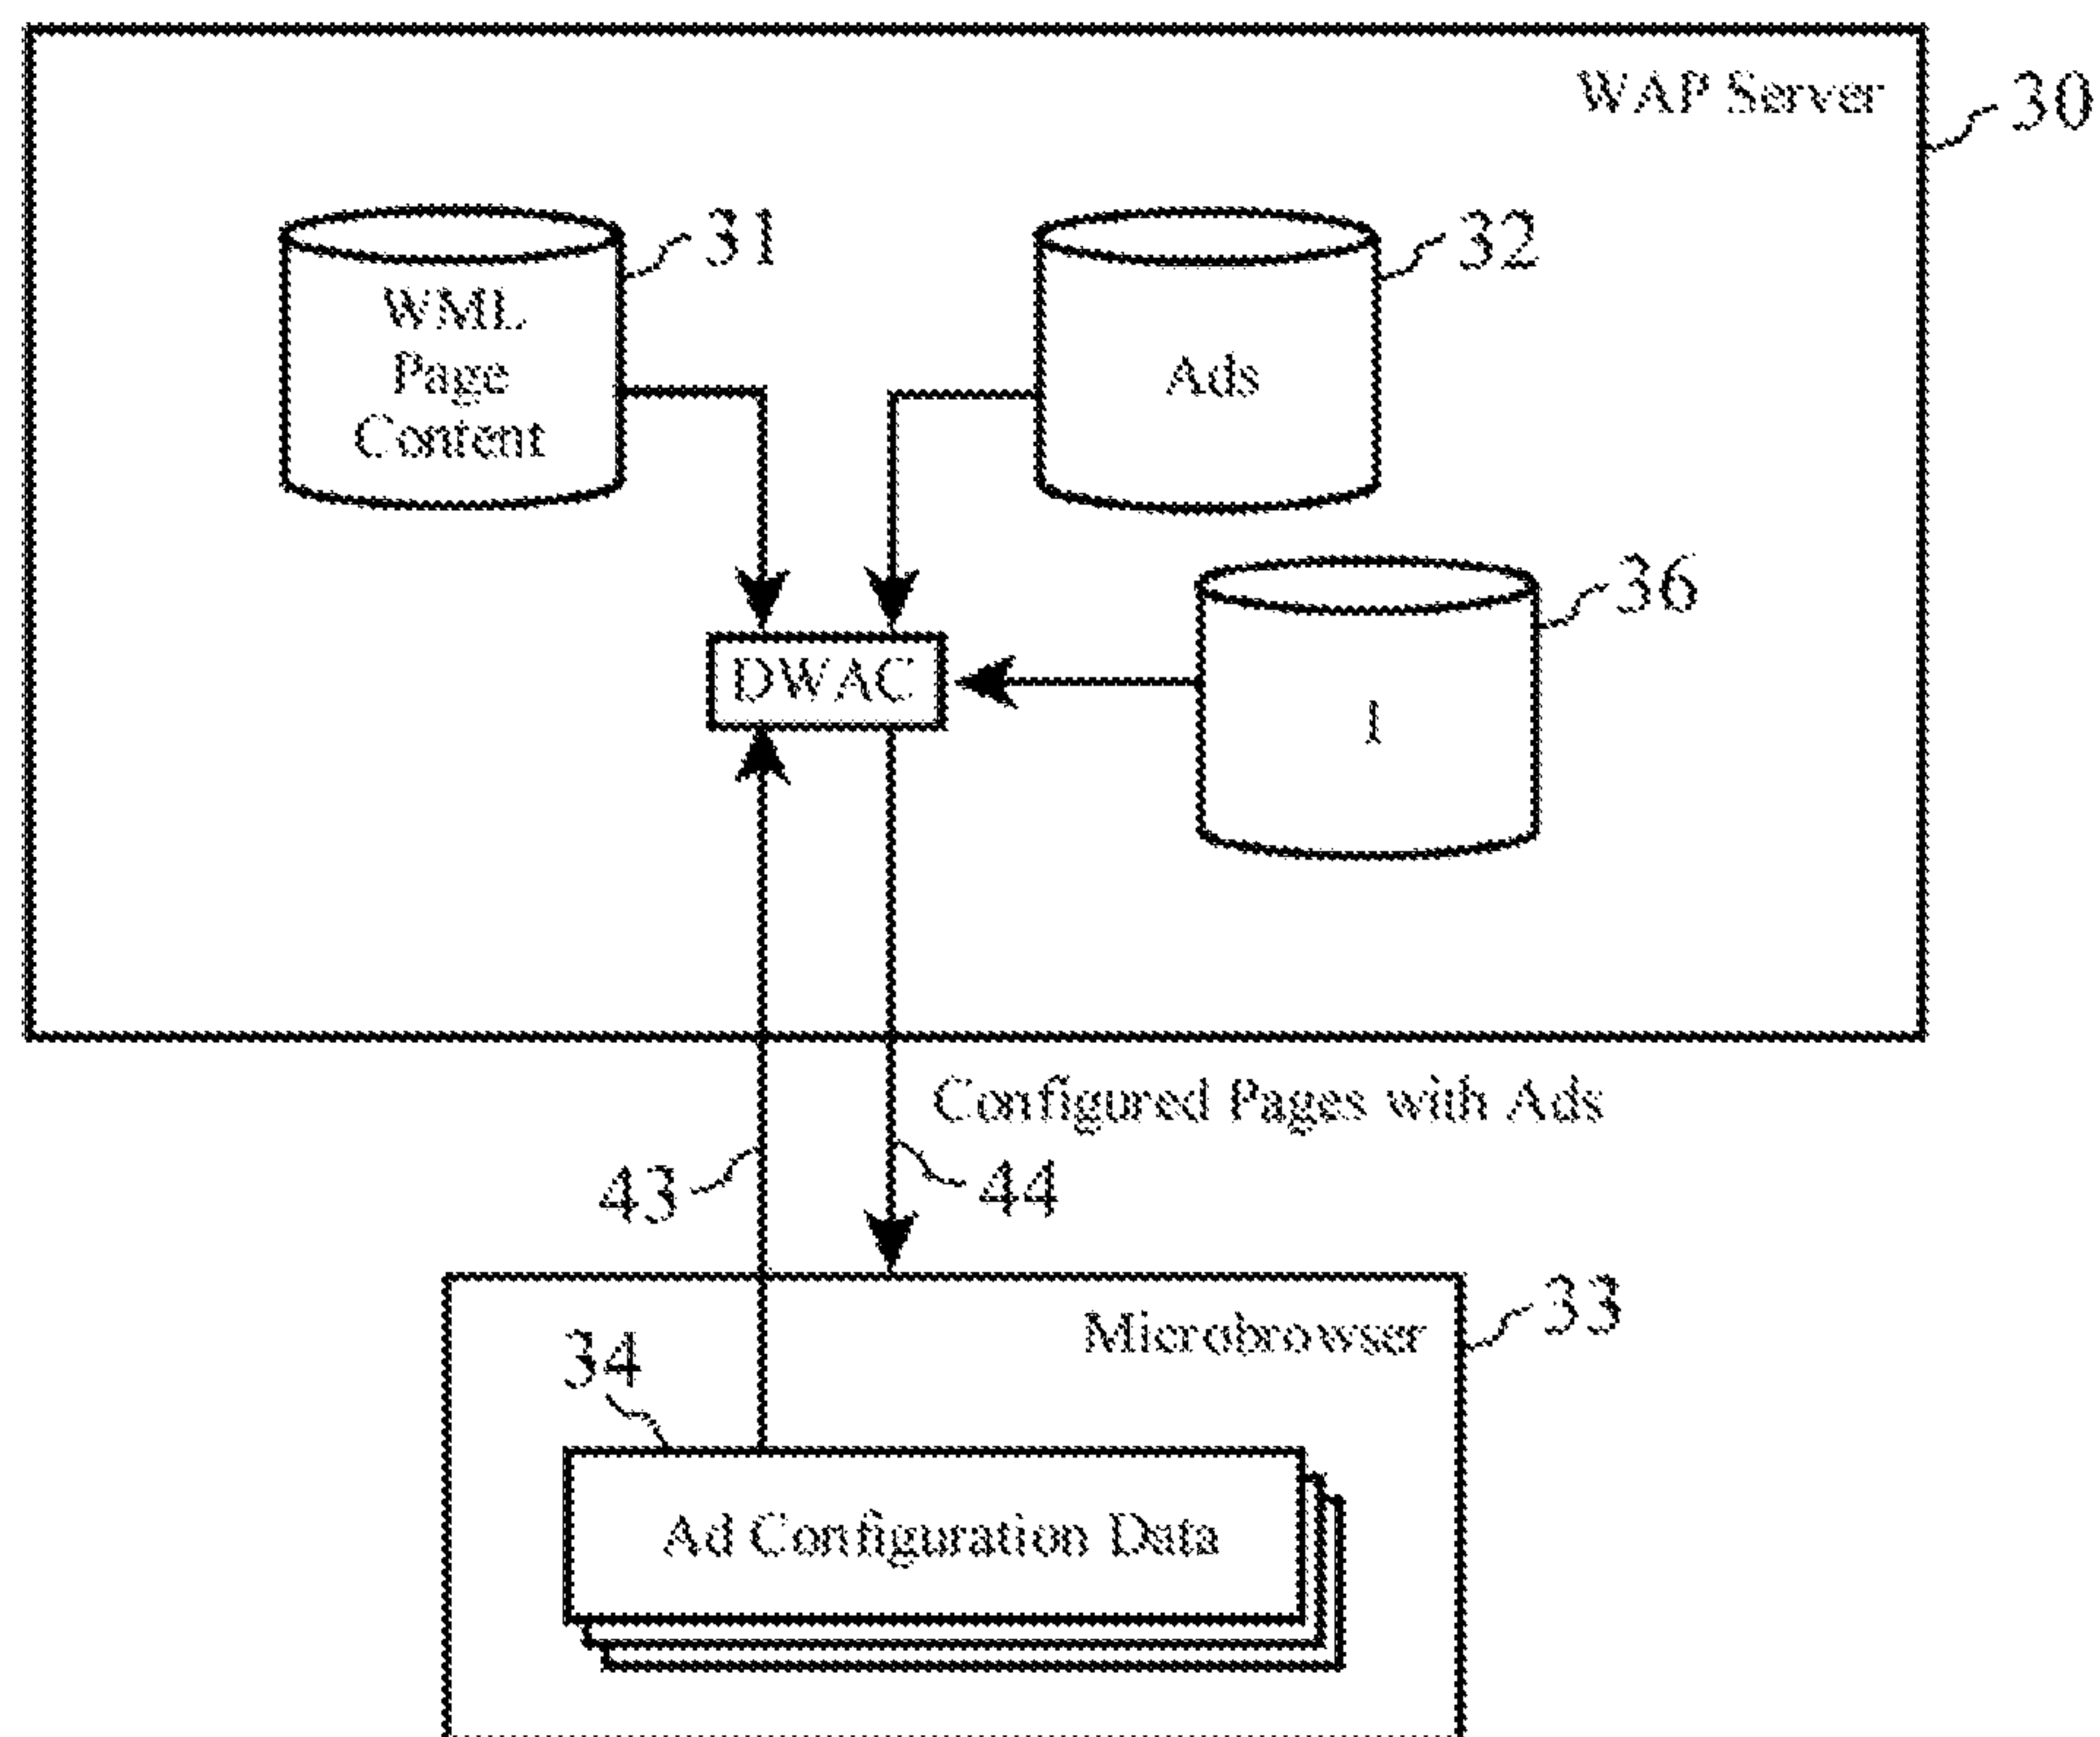 WAP Server
30
31
32
WML
Page
Content
Ads
36
DWAC
1
Configured Pages with Ads
43
44
33
Microbrowser
34
Ad Configuration Data